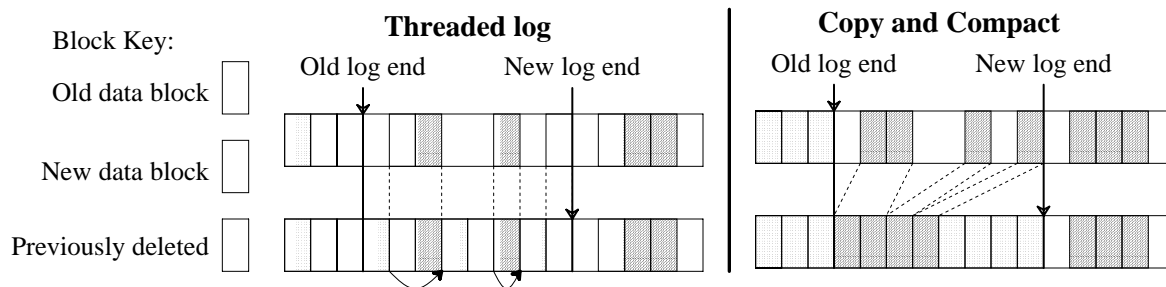 Block Key:
Old data block
New data block
Previously deleted
Threaded log
Old log end
New log end
Copy and Compact
Old log end
New log end